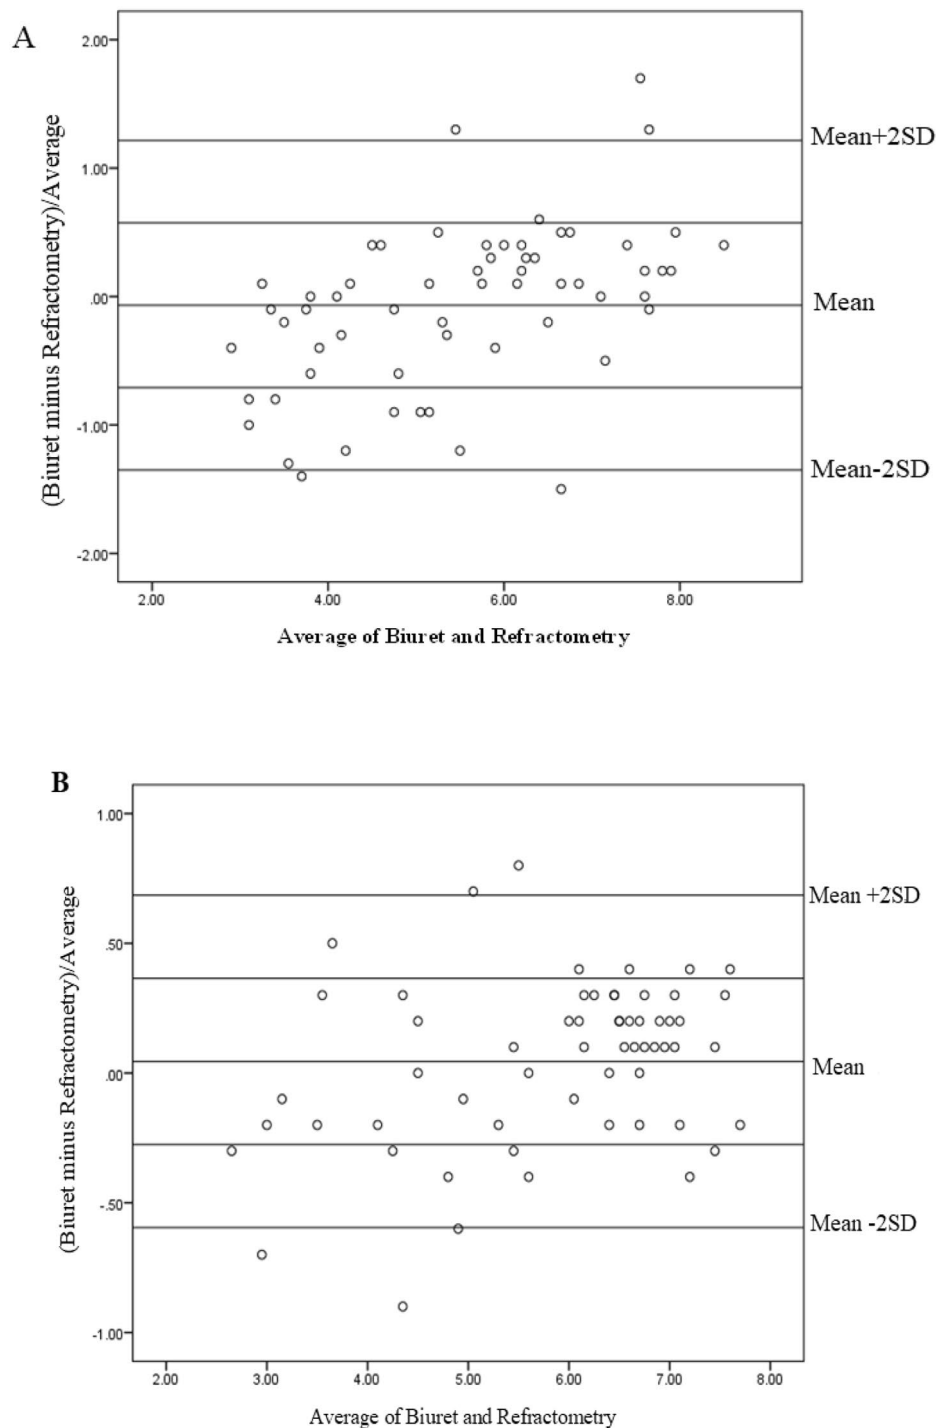 A
(Biuret minus Refractometry)/Average
2.00
1.00
.00
-1.00
-2.00
Mean+2SD
Mean
Mean-2SD
2.00 4.00 6.00 8.00
Average of Biuret and Refractometry
B
(Biuret minus Refractometry)/Average
1.00
.50
.00
-.50
-1.00
Mean +2SD
Mean
Mean -2SD
2.00 3.00 4.00 5.00 6.00 7.00 8.00
Average of Biuret and Refractometry